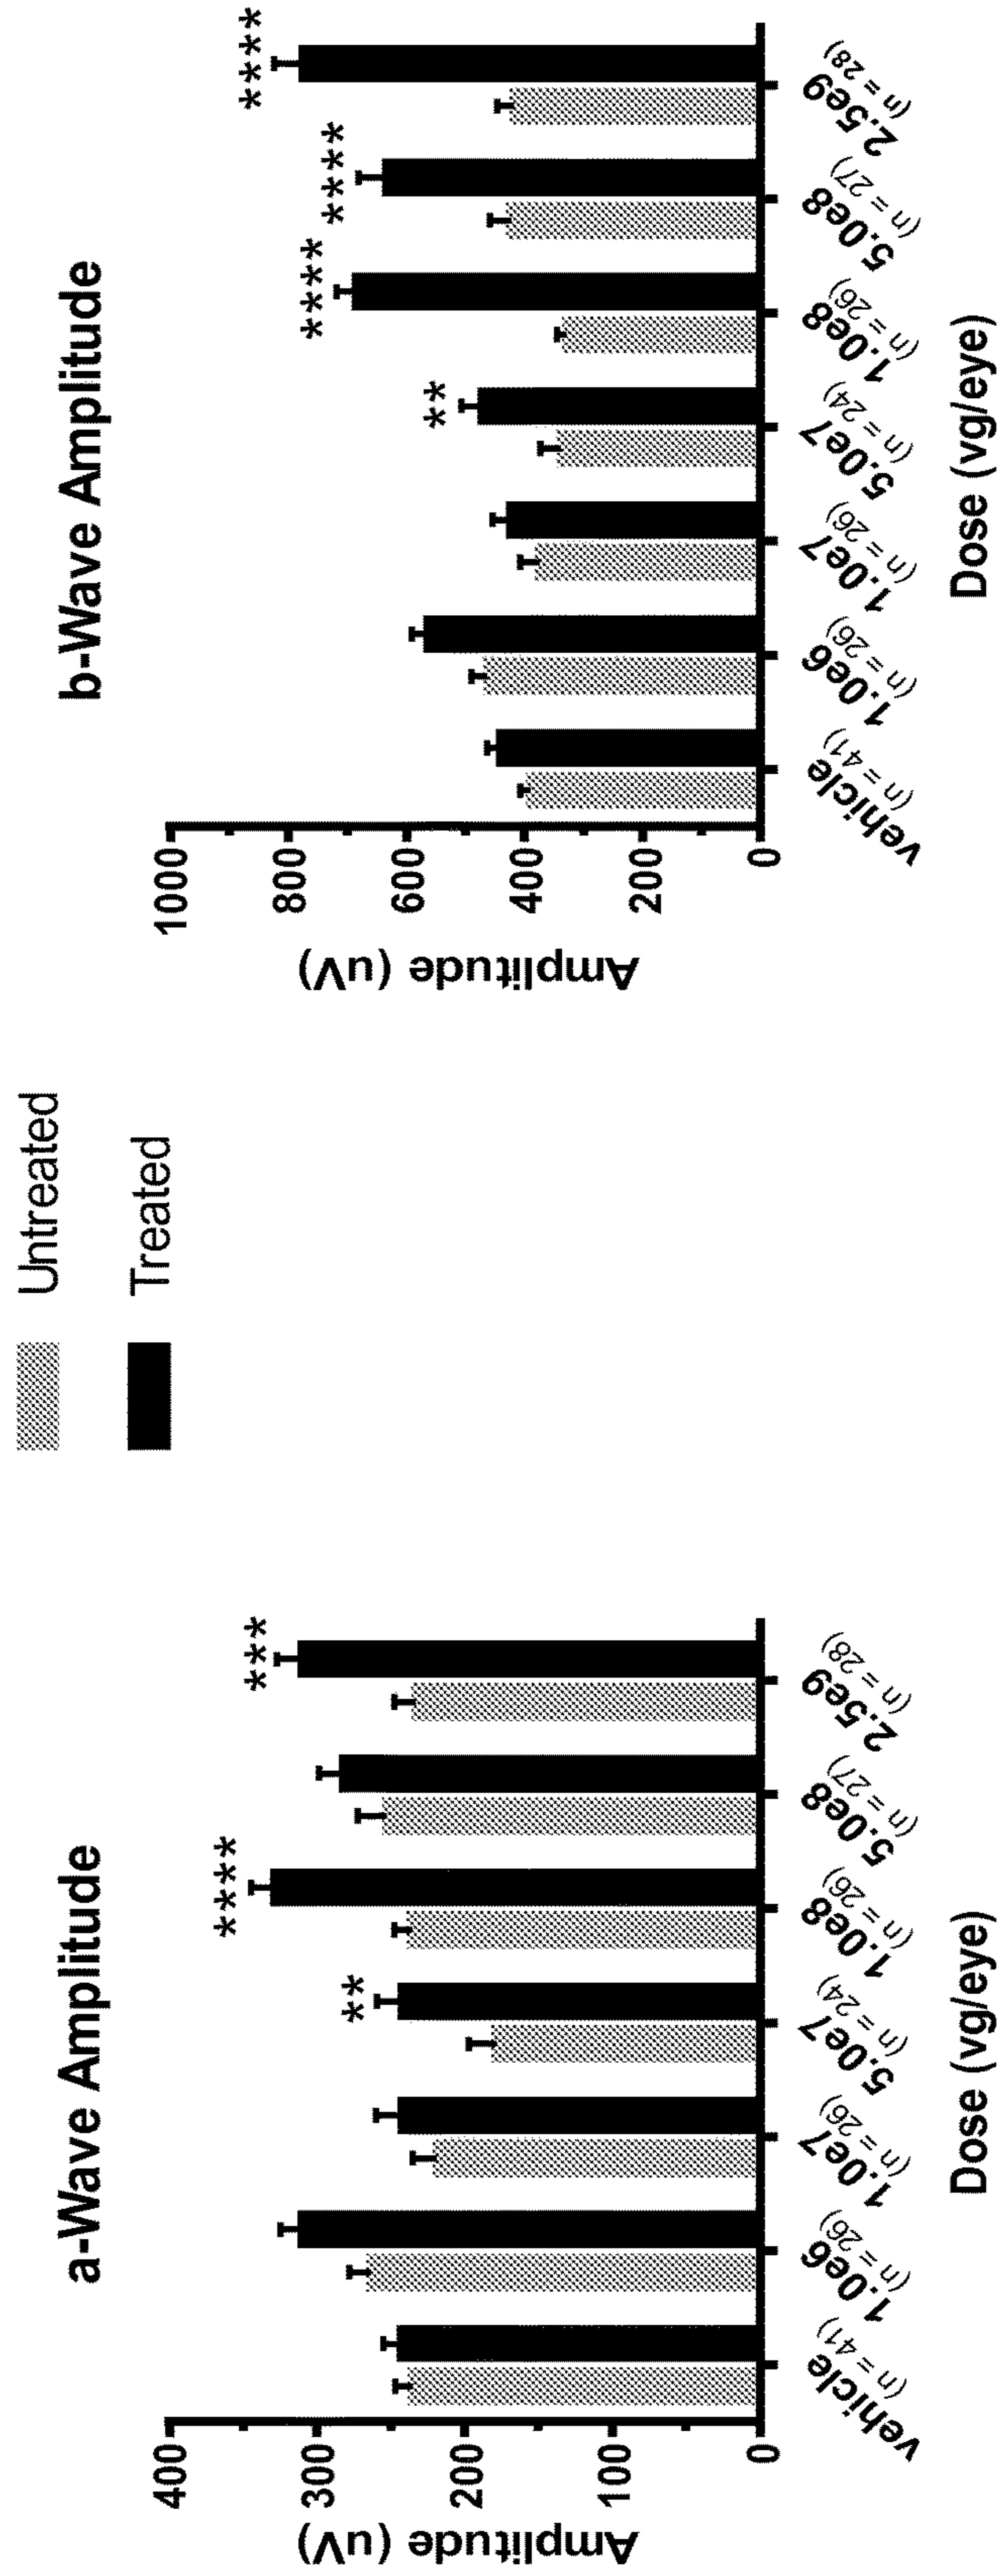 Untreated
Treated
a-Wave Amplitude
Amplitude (uV)
400
300
200
100
0
vehicle
(n = 41)
1.0e6
(n = 26)
1.0e7
(n = 26)
5.0e7
(n = 24)
1.0e8
(n = 26)
5.0e8
(n = 27)
2.5e9
(n = 28)
**
****
***
Dose (vg/eye)
b-Wave Amplitude
Amplitude (uV)
1000
800
600
400
200
0
vehicle
(n = 41)
1.0e6
(n = 26)
1.0e7
(n = 26)
5.0e7
(n = 24)
1.0e8
(n = 26)
5.0e8
(n = 27)
2.5e9
(n = 28)
**
****
****
****
Dose (vg/eye)